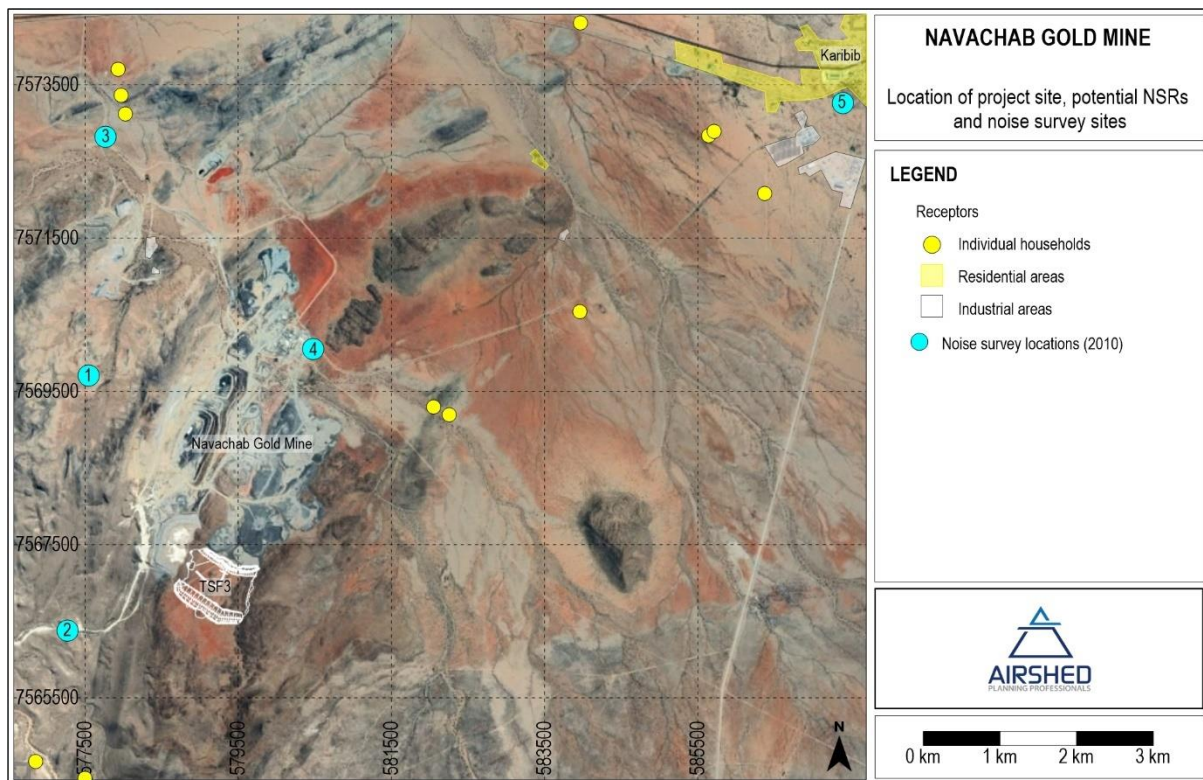 NAVACHAB GOLD MINE
Location of project site, potential NSRs
and noise survey sites
LEGEND
Receptors
Individual households
Residential areas
Industrial areas
Noise survey locations (2010)
AIRSHED
PLANNING PROFESSIONALS
0 km 1 km 2 km 3 km
Karibib
7573500
5
3
7571500
4
1
7569500
Navachab Gold Mine
7567500
TSF3
2
7565500
577500
579500
581500
583500
585500
N